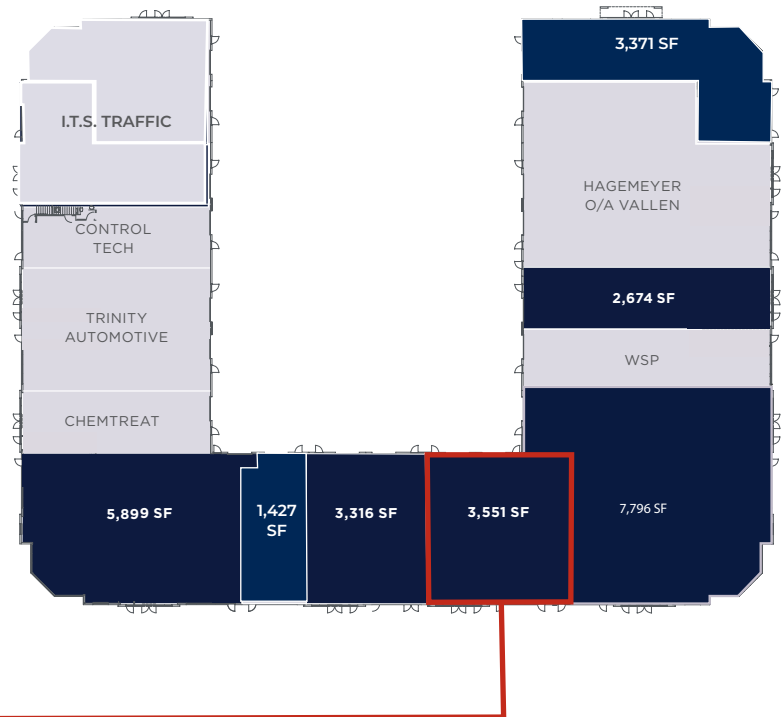 3,371 SF
I.T.S. TRAFFIC
HAGEMEYER
O/A VALLEN
CONTROL
TECH
2,674 SF
TRINITY
AUTOMOTIVE
WSP
CHEMTREAT
5,899 SF
1,427
SF
3,316 SF
3,551 SF
7,796 SF